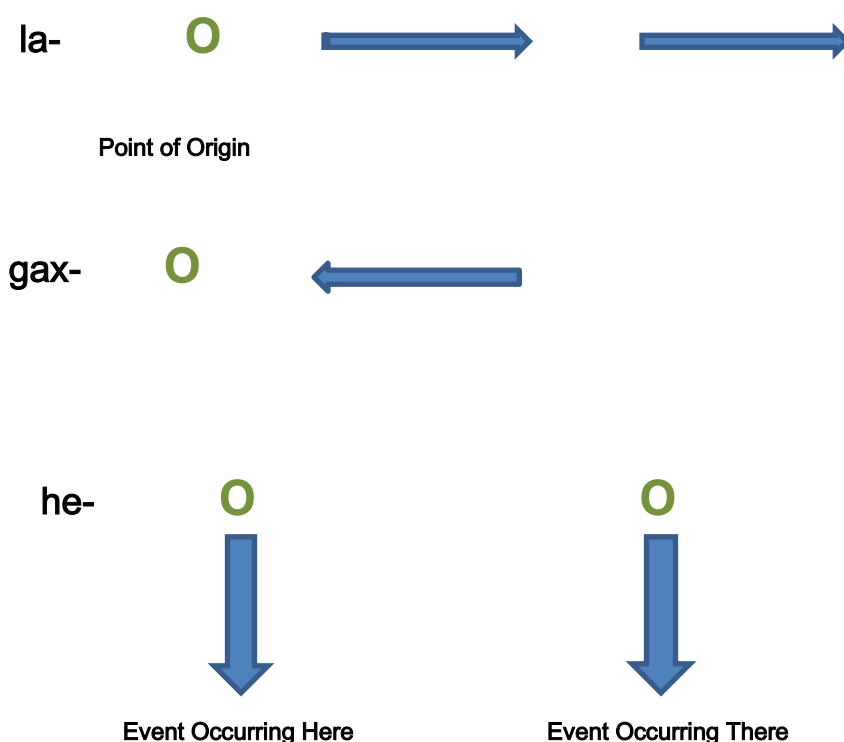 la- O
Point of Origin
gax- O
he- O O
Event Occurring Here Event Occurring There